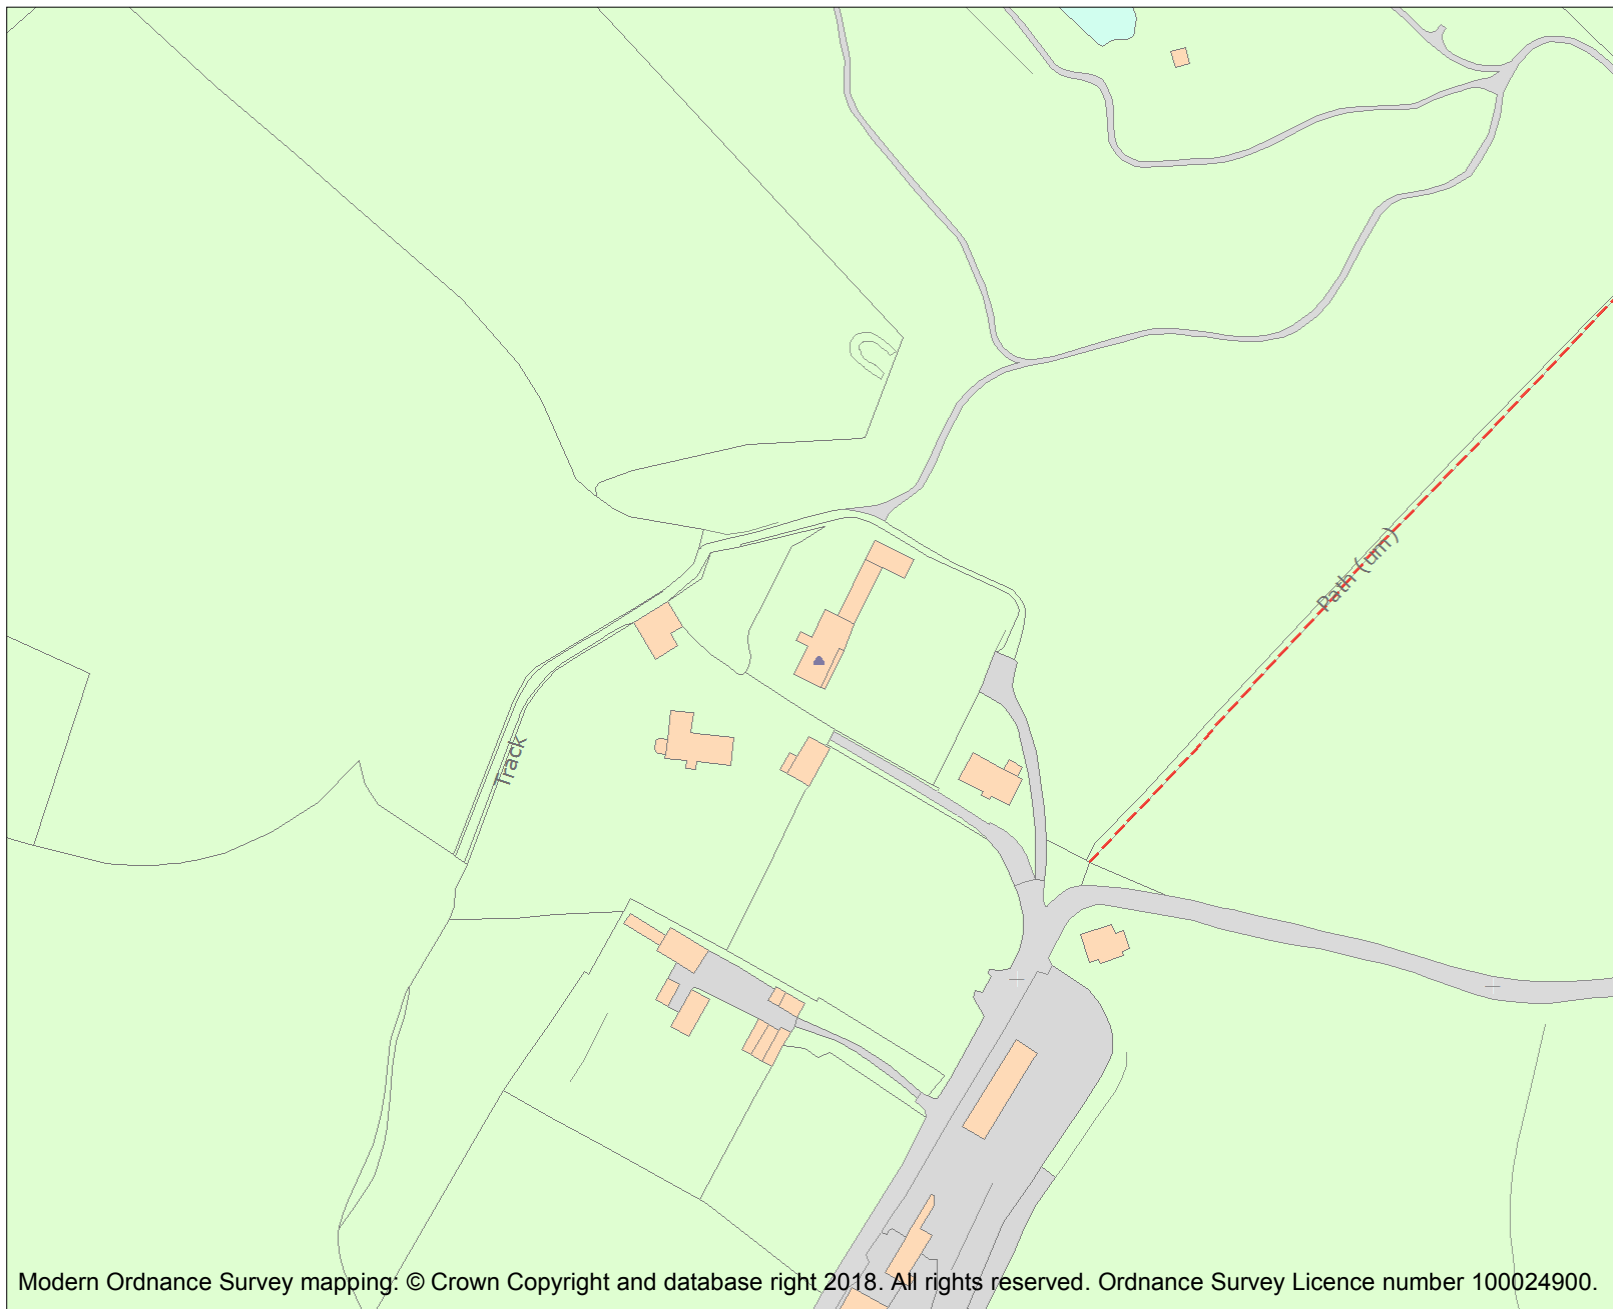 Path (um)
Track
Modern Ordnance Survey mapping: © Crown Copyright and database right 2018. All rights reserved. Ordnance Survey Licence number 100024900.